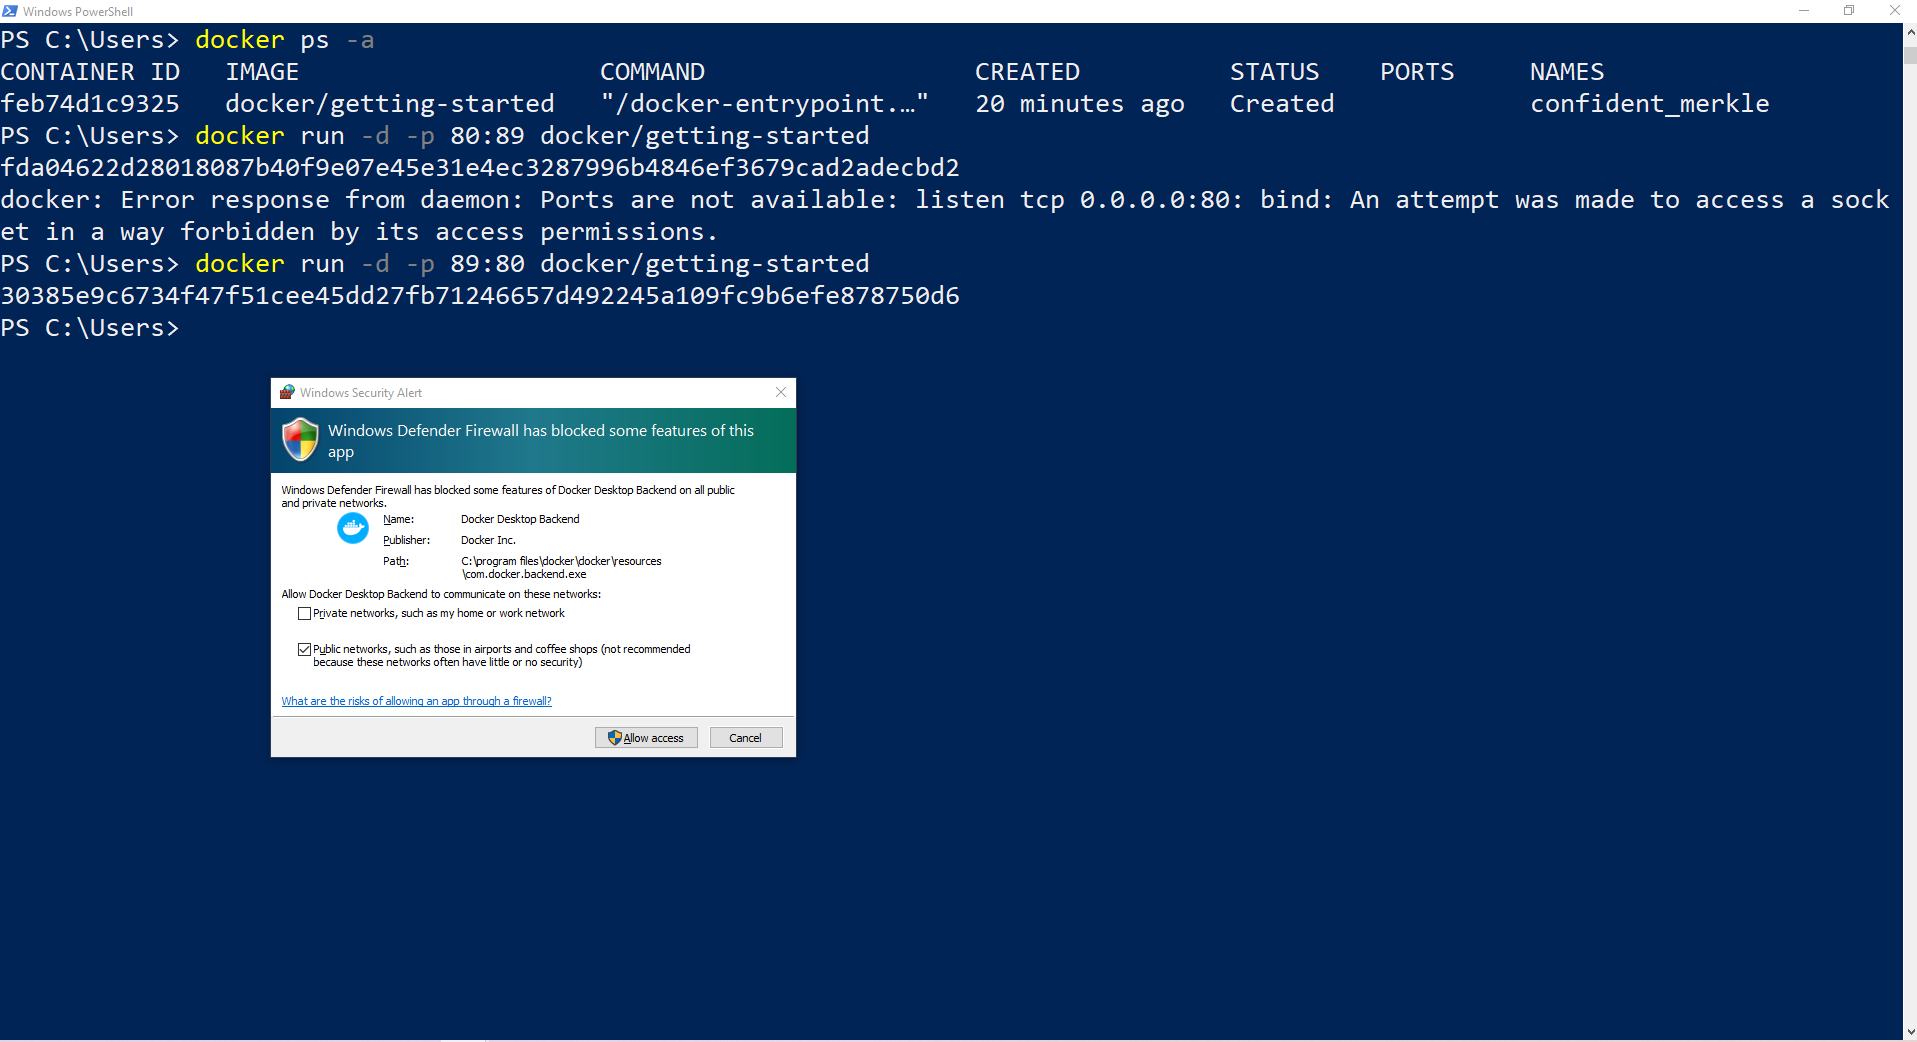 Windows PowerShell
PS C:\Users> docker ps -a
CONTAINER ID   IMAGE                    COMMAND                  CREATED          STATUS    PORTS     NAMES
feb74d1c9325   docker/getting-started   "/docker-entrypoint.…"   20 minutes ago   Created             confident_merkle
PS C:\Users> docker run -d -p 80:89 docker/getting-started
fda04622d28018087b40f9e07e45e31e4ec3287996b4846ef3679cad2adecbd2
docker: Error response from daemon: Ports are not available: listen tcp 0.0.0.0:80: bind: An attempt was made to access a sock
et in a way forbidden by its access permissions.
PS C:\Users> docker run -d -p 89:80 docker/getting-started
30385e9c6734f47f51cee45dd27fb71246657d492245a109fc9b6efe878750d6
PS C:\Users>
Windows Security Alert
Windows Defender Firewall has blocked some features of this
app
Windows Defender Firewall has blocked some features of Docker Desktop Backend on all public
and private networks.
Name: Docker Desktop Backend
Publisher: Docker Inc.
Path: C:\program files\docker\docker\resources
\com.docker.backend.exe
Allow Docker Desktop Backend to communicate on these networks:
Private networks, such as my home or work network
Public networks, such as those in airports and coffee shops (not recommended
because these networks often have little or no security)
What are the risks of allowing an app through a firewall?
Allow access Cancel